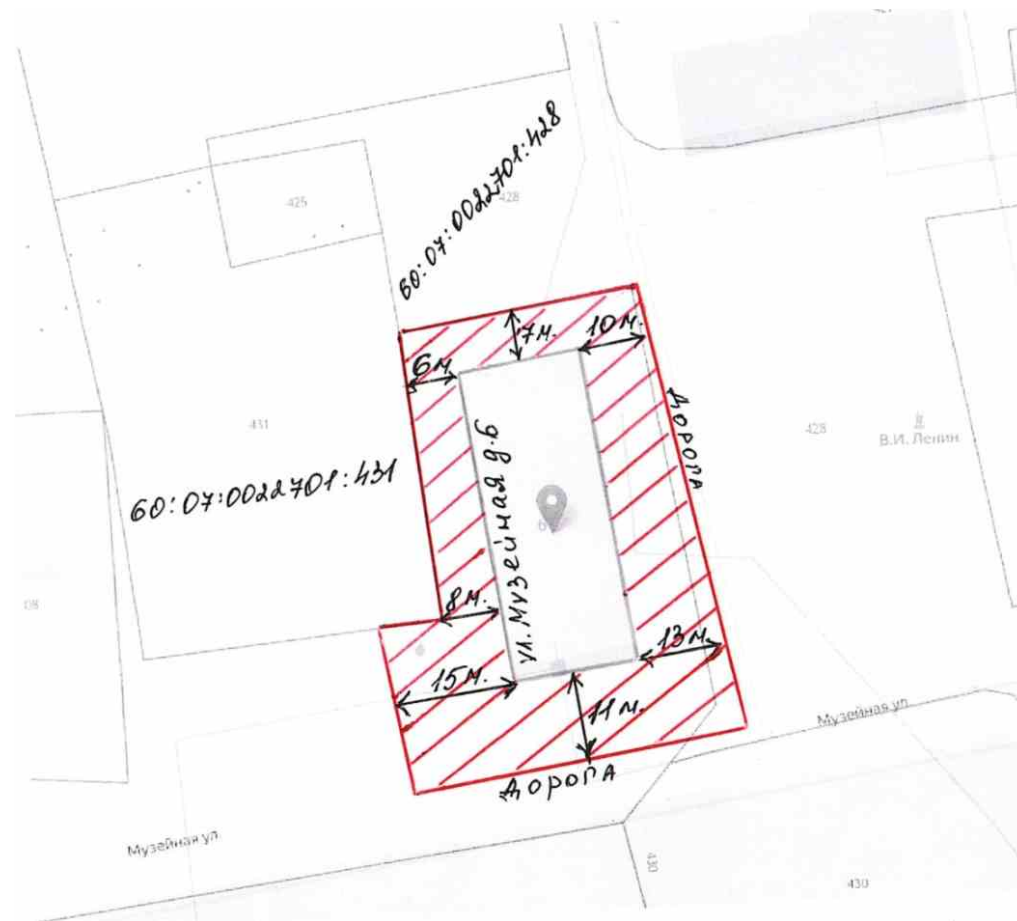 428
425
60:07:0022701:428
7м.
10м.
6м
431
ДОРОГА
428
В.И. Ленин
60:07:0022701:431
ул. Музейная д.6
08
8м.
13м.
15м.
11м.
Музейная ул
ДОРОГА
Музейная ул
430
430